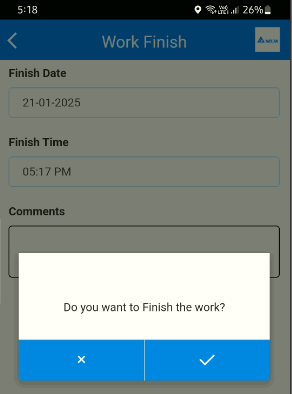 5:18
26%
Work Finish
Finish Date
21-01-2025
Finish Time
05:17 PM
Comments
Do you want to Finish the work?